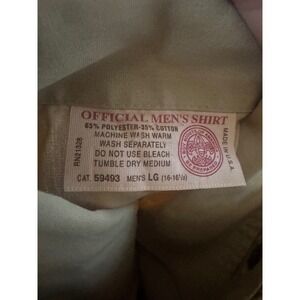 OFFICIAL MEN'S SHIRT
65% POLYESTER-35% COTTON
MACHINE WASH WARM
WASH SEPARATELY
DO NOT USE BLEACH
TUMBLE DRY MEDIUM
CAT. 59493 MEN'S LG (16-16½)
RN21028
MADE IN U.S.A.